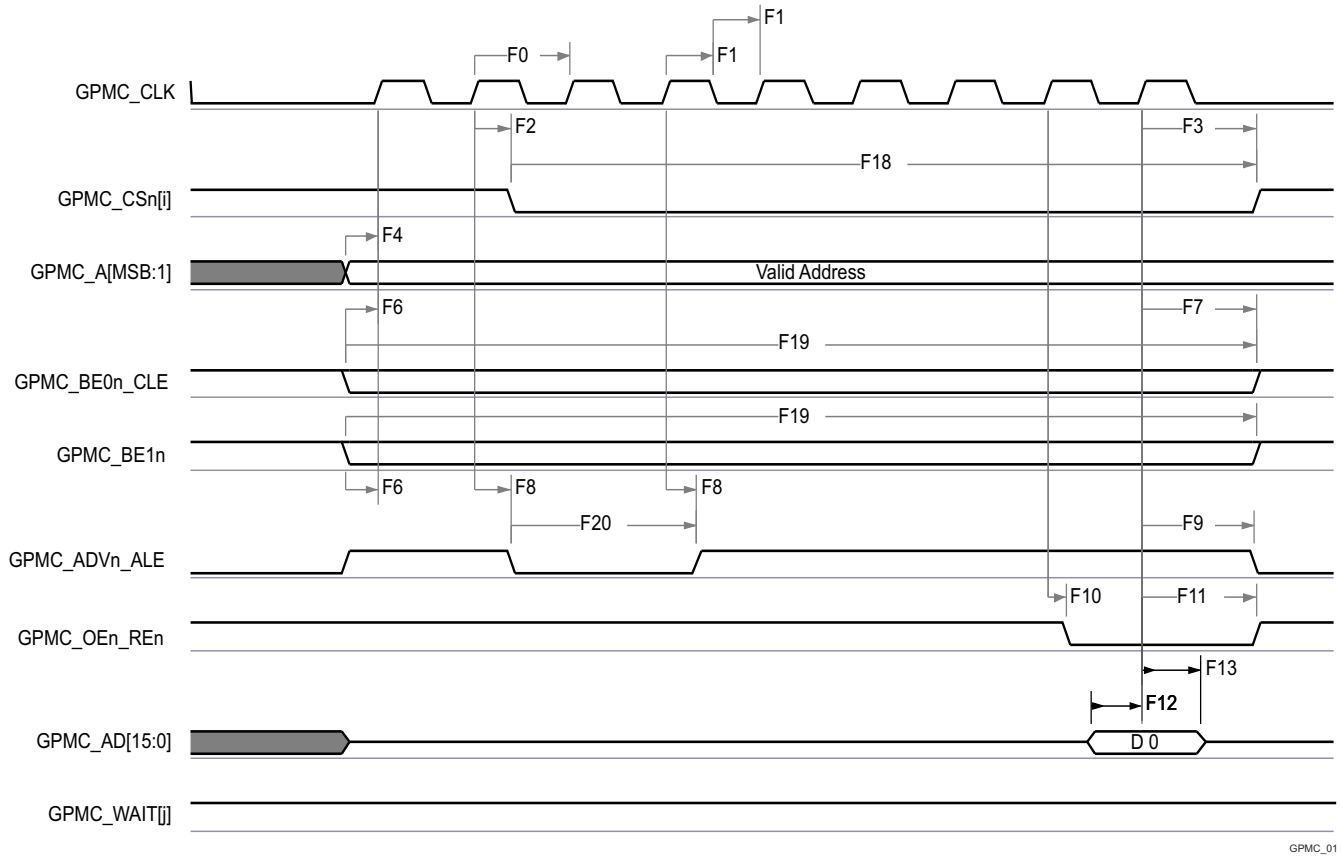 F1
F0
F1
GPMC_CLK
F2
F3
F18
GPMC_CSn[i]
F4
GPMC_A[MSB:1]
Valid Address
F6
F7
F19
GPMC_BE0n_CLE
F19
GPMC_BE1n
F6
F8
F8
F20
F9
GPMC_ADVn_ALE
F10
F11
GPMC_OEn_REn
F13
F12
GPMC_AD[15:0]
D 0
GPMC_WAIT[j]
GPMC_01